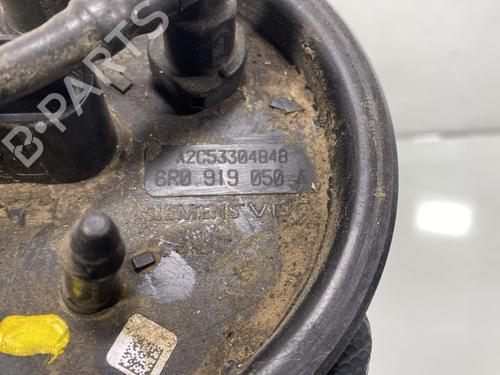 B-PARTS
A2C53304848
6R0 919 050 A
SIEMENS VDO